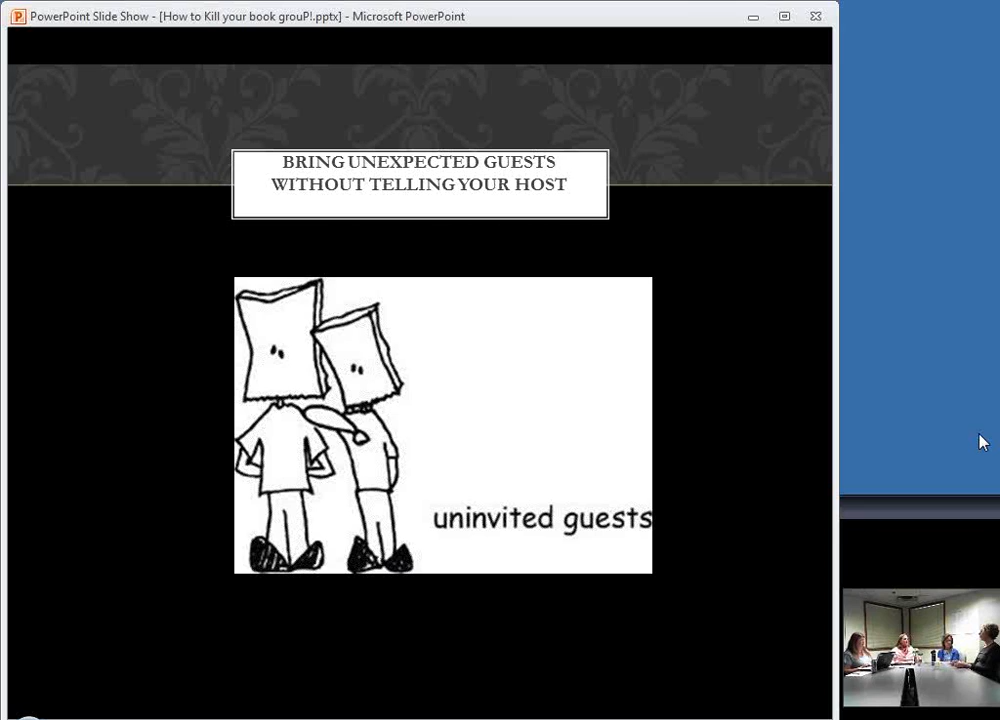 PowerPoint Slide Show - [How to Kill your book grouP!.pptx] - Microsoft PowerPoint
BRING UNEXPECTED GUESTS
WITHOUT TELLING YOUR HOST
uninvited guests